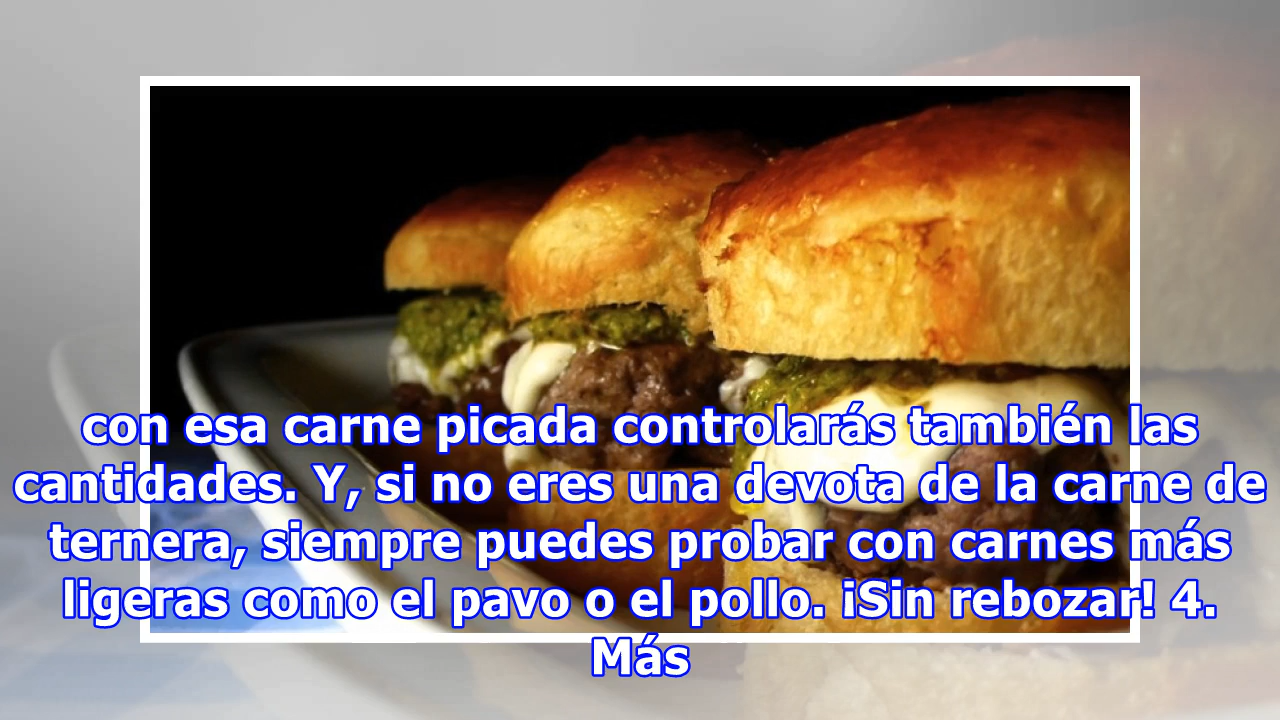 con esa carne picada controlarás también las
cantidades. Y, si no eres una devota de la carne de
ternera, siempre puedes probar con carnes más
ligeras como el pavo o el pollo. ¡Sin rebozar! 4.
Más